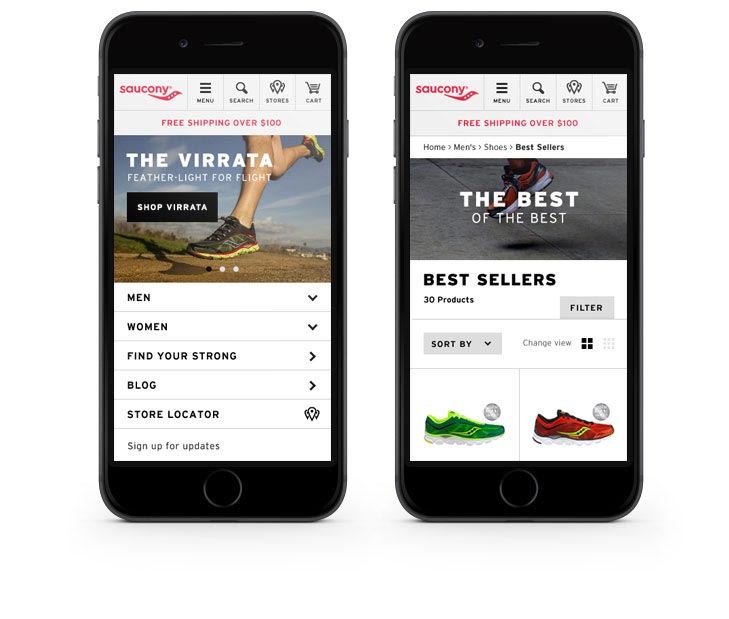 saucony
MENU
SEARCH
STORES
CART
FREE SHIPPING OVER $100
THE VIRRATA
FEATHER-LIGHT FOR FLIGHT
SHOP VIRRATA
MEN
WOMEN
FIND YOUR STRONG
BLOG
STORE LOCATOR
Sign up for updates
saucony
MENU
SEARCH
STORES
CART
FREE SHIPPING OVER $100
Home › Men's › Shoes › Best Sellers
THE BEST
OF THE BEST
BEST SELLERS
30 Products
FILTER
SORT BY
Change view